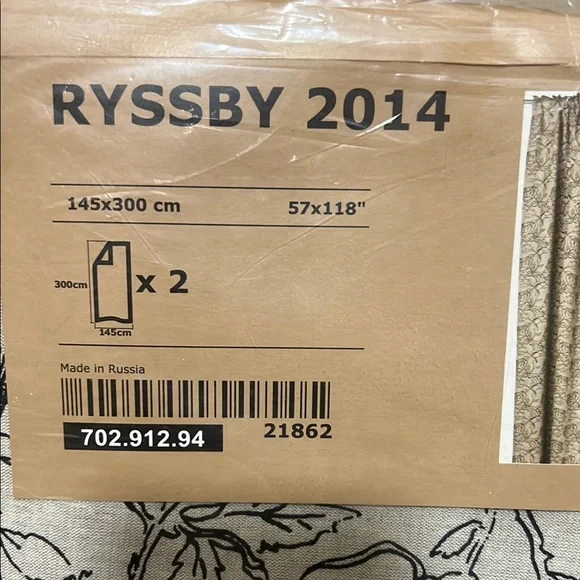 RYSSBY 2014
145x300 cm 57x118"
300cm x 2
145cm
Made in Russia
702.912.94 21862